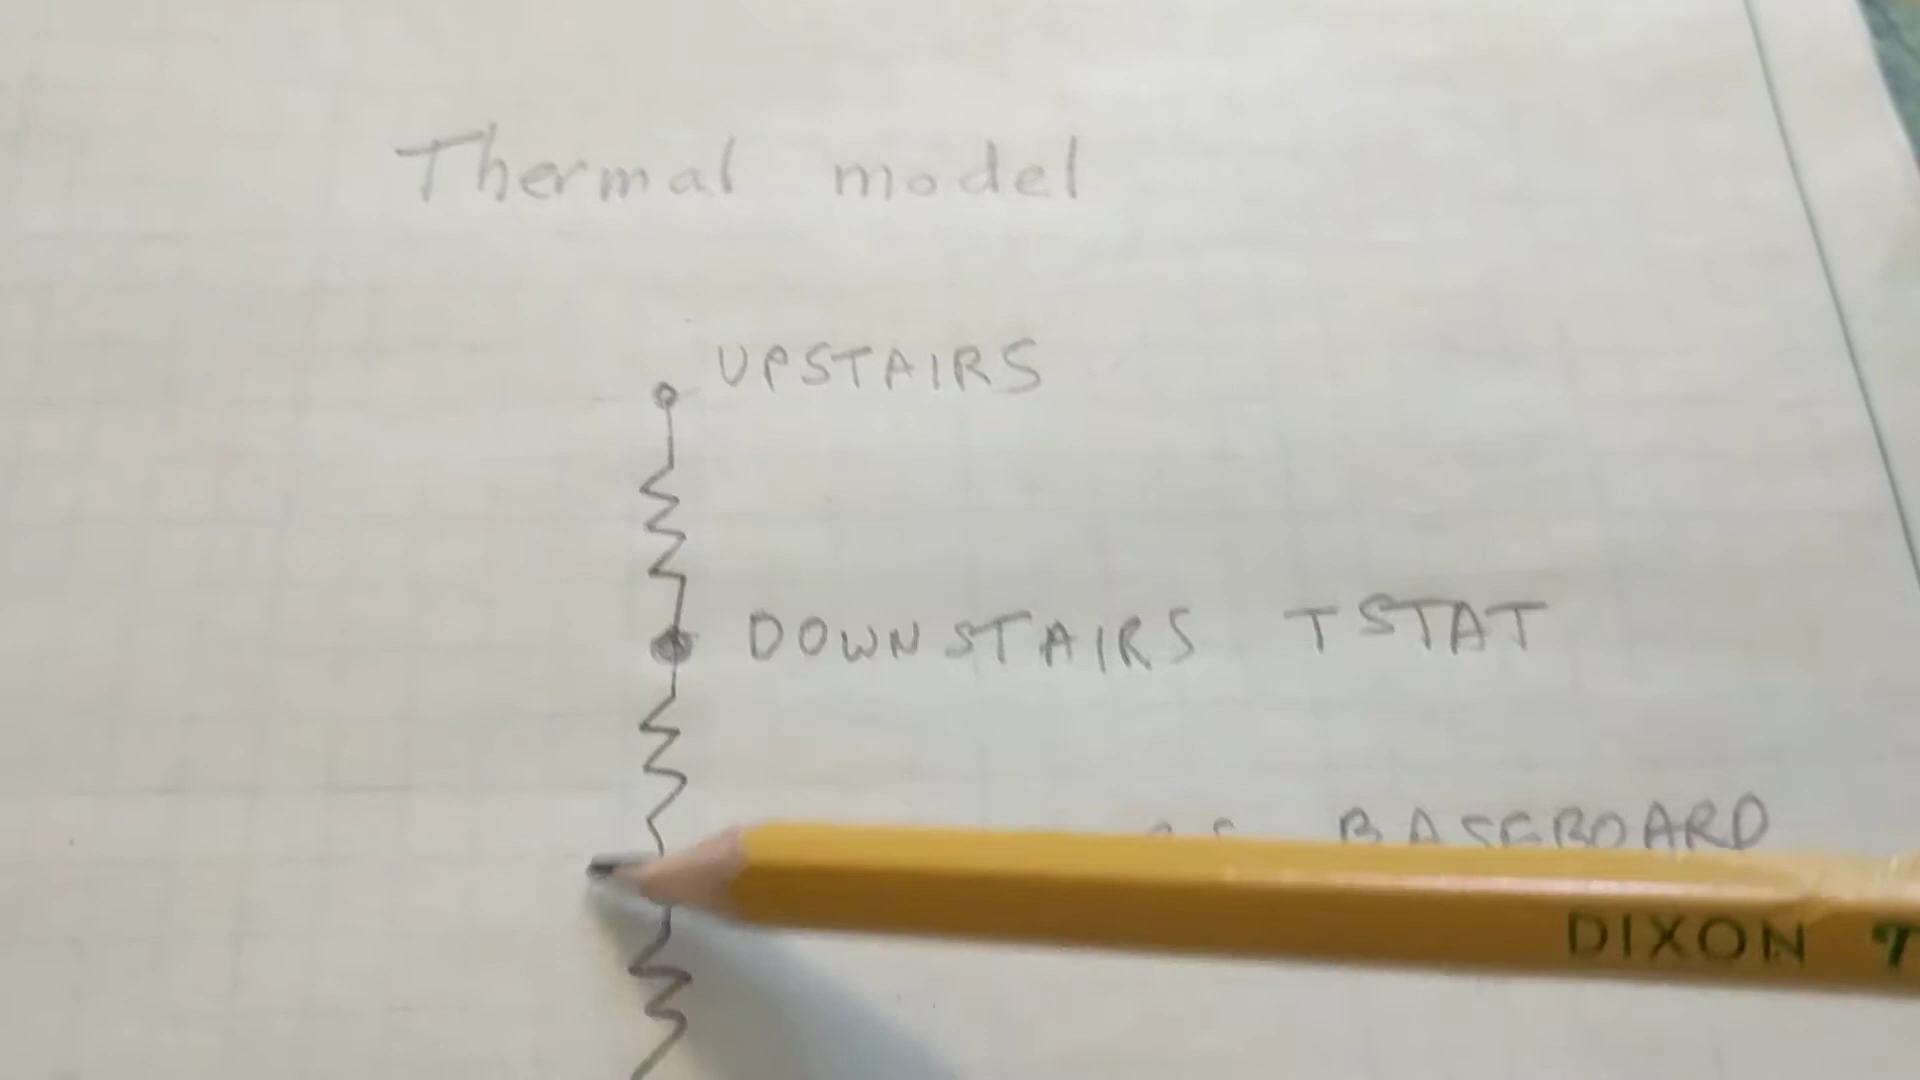 Thermal model
UPSTAIRS
DOWNSTAIRS TSTAT
BASEBOARD
DIXON